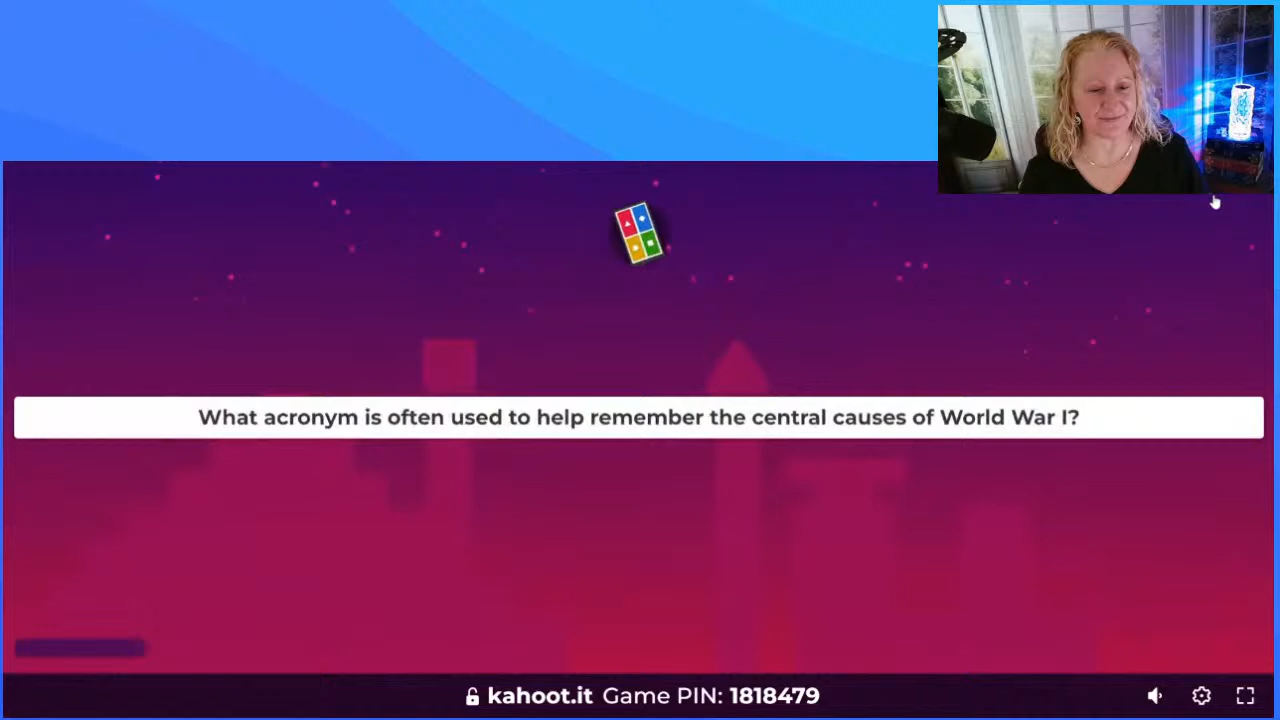 What acronym is often used to help remember the central causes of World War I?
kahoot.it Game PIN: 1818479